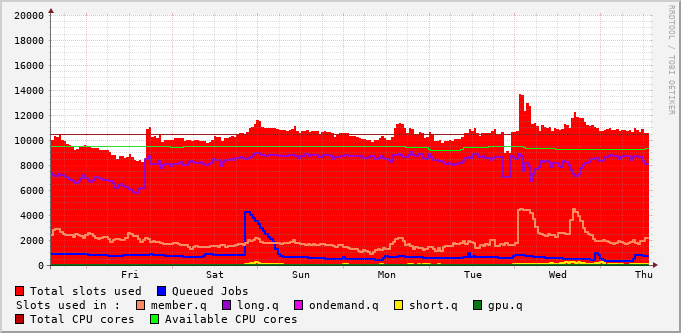 20000
18000
16000
14000
12000
10000
8000
6000
4000
2000
0
Fri Sat Sun Mon Tue Wed Thu
Total slots used Queued Jobs
Slots used in : member.q long.q ondemand.q short.q gpu.q
Total CPU cores Available CPU cores
RRDTOOL / TOBI OETIKER